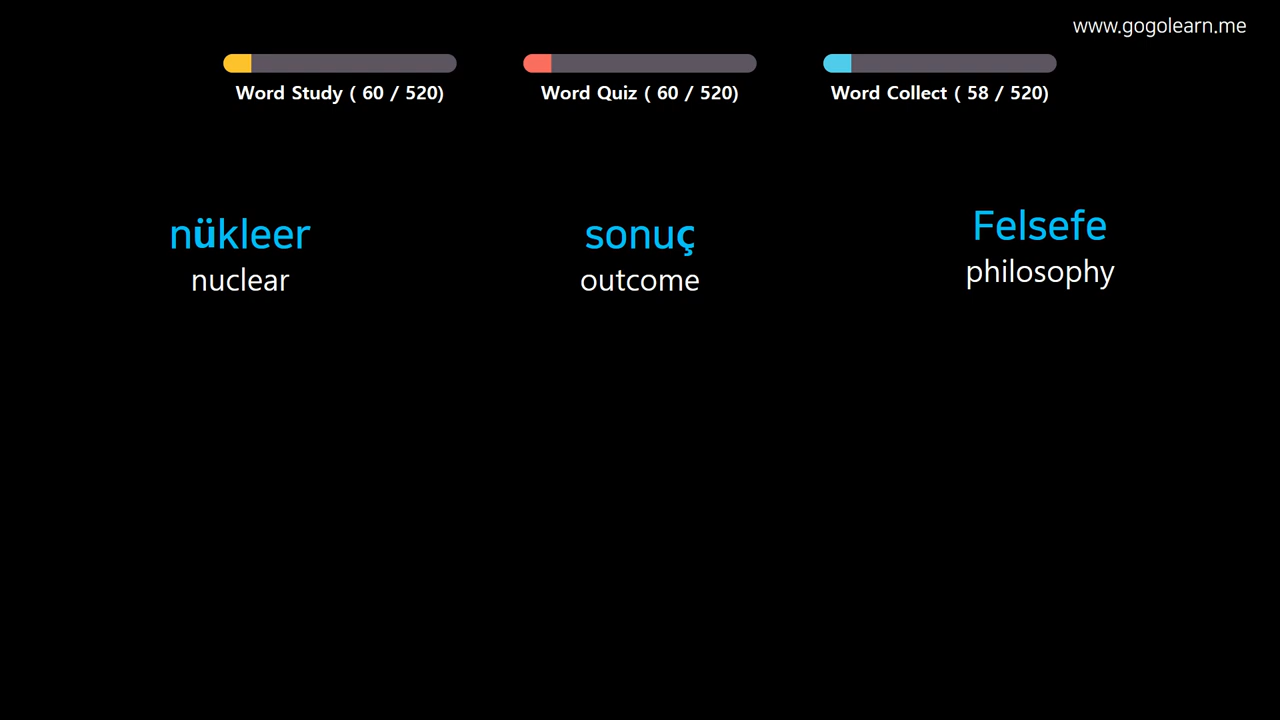 www.gogolearn.me
Word Study ( 60 / 520)
Word Quiz ( 60 / 520)
Word Collect ( 58 / 520)
nükleer
nuclear
sonuç
outcome
Felsefe
philosophy